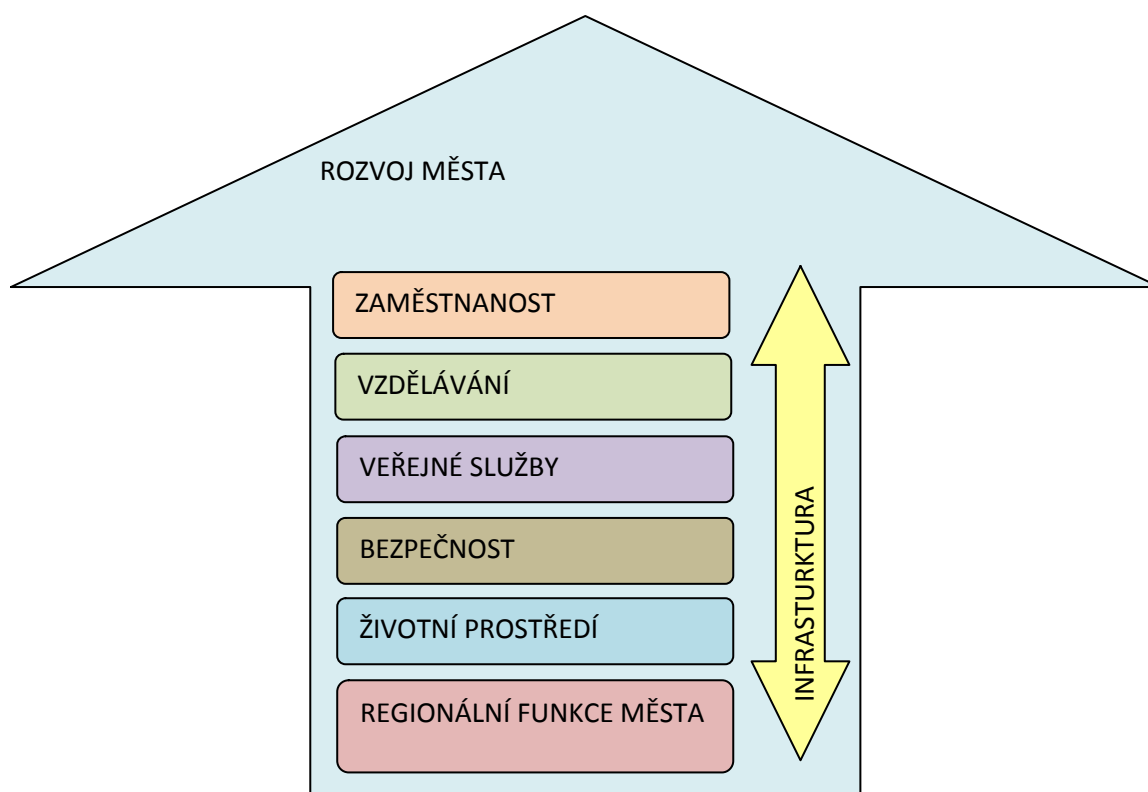 ROZVOJ MĚSTA
ZAMĚSTNANOST
VZDĚLÁVÁNÍ
VEŘEJNÉ SLUŽBY
BEZPEČNOST
ŽIVOTNÍ PROSTŘEDÍ
REGIONÁLNÍ FUNKCE MĚSTA
INFRASTURKTURA